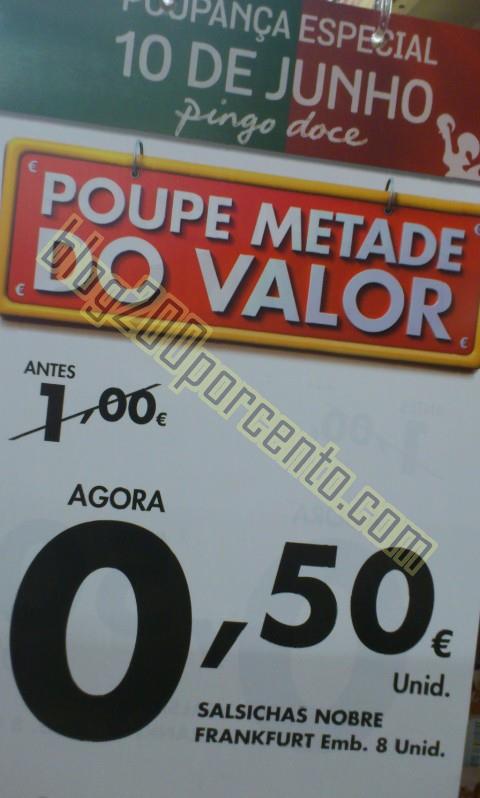 POUPANÇA ESPECIAL
10 DE JUNHO
pingo doce
POUPE METADE
DO VALOR
blog200porcento.com
ANTES
1,00€
AGORA
0,50€
Unid.
SALSICHAS NOBRE
FRANKFURT Emb. 8 Unid.